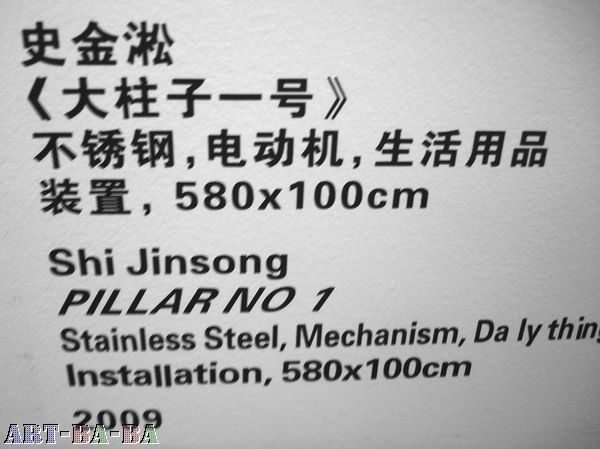 史金淞
《大柱子一号》
不锈钢,电动机,生活用品
装置, 580x100cm
Shi Jinsong
PILLAR NO 1
Stainless Steel, Mechanism, Da ly thing
Installation, 580x100cm
2009
ART-BA-BA